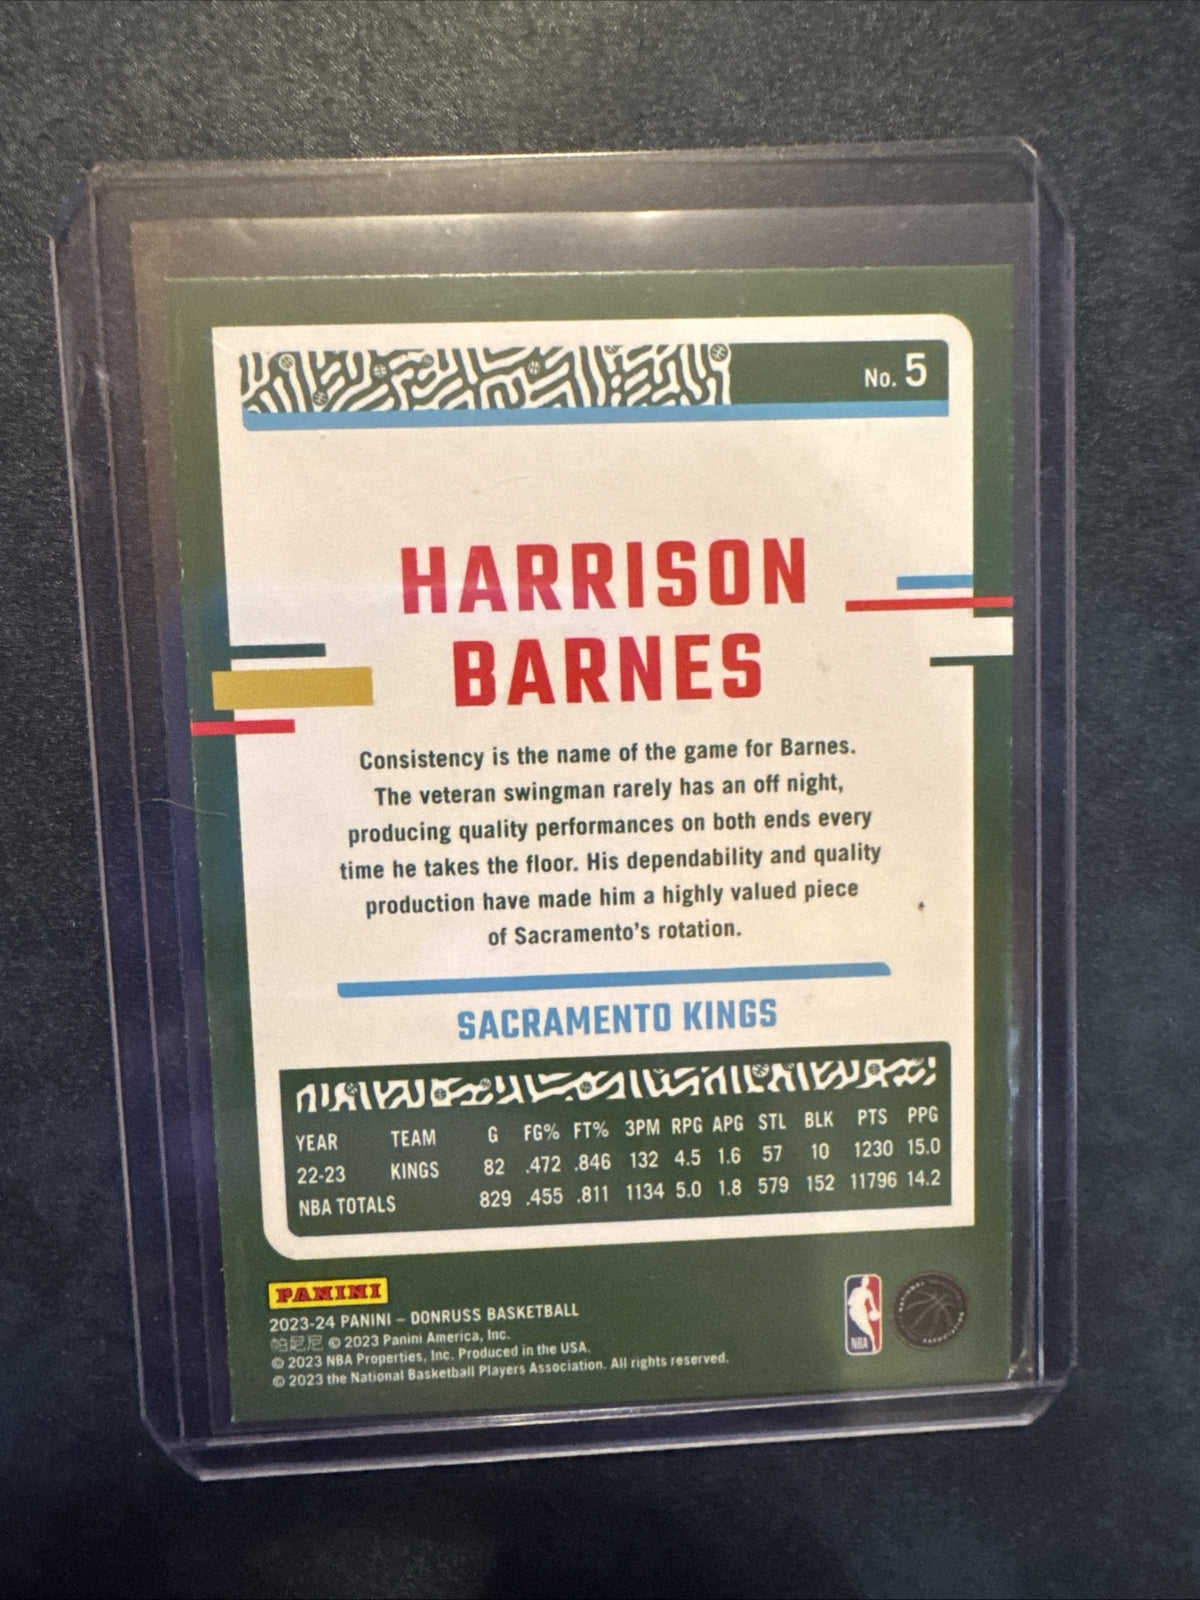 No. 5
HARRISON
BARNES
Consistency is the name of the game for Barnes.
The veteran swingman rarely has an off night,
producing quality performances on both ends every
time he takes the floor. His dependability and quality
production have made him a highly valued piece
of Sacramento's rotation.
SACRAMENTO KINGS
YEAR TEAM G FG% FT% 3PM RPG APG STL BLK PTS PPG
22-23 KINGS 82 .472 .846 132 4.5 1.6 57 10 1230 15.0
NBA TOTALS 829 .455 .811 1134 5.0 1.8 579 152 11796 14.2
PANINI
2023-24 PANINI – DONRUSS BASKETBALL
帕尼尼 © 2023 Panini America, Inc.
© 2023 NBA Properties, Inc. Produced in the USA.
© 2023 the National Basketball Players Association. All rights reserved.
NBA